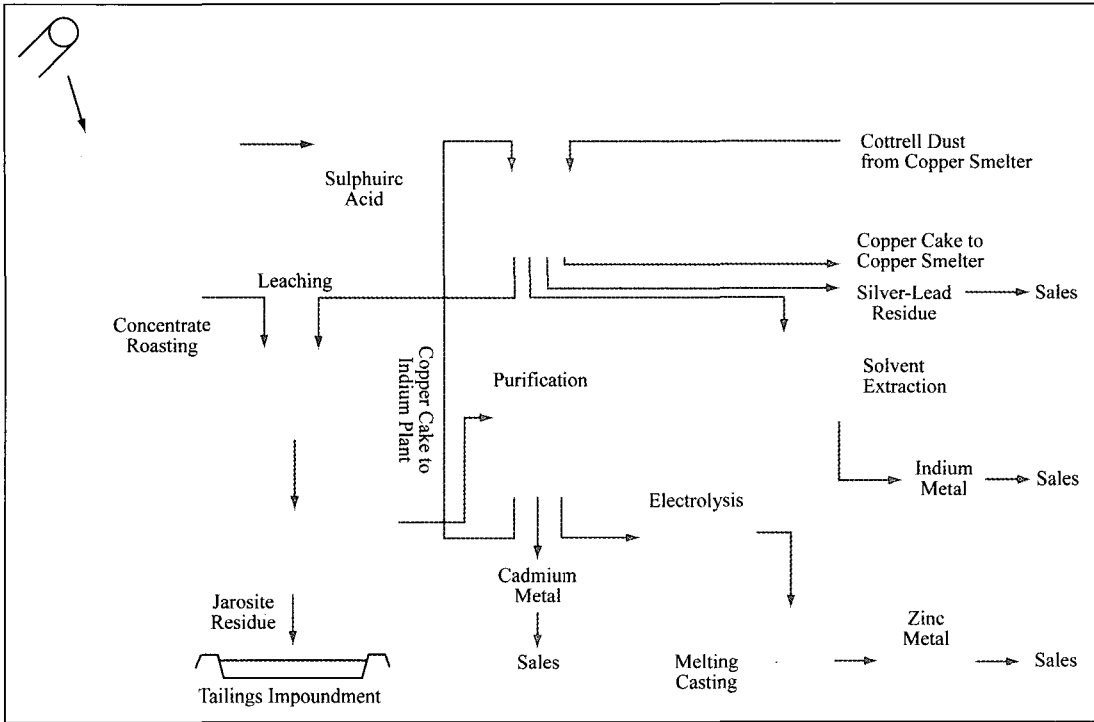 Cottrell Dust
from Copper Smelter
Sulphuirc
Acid
Copper Cake to
Copper Smelter
Leaching
Silver-Lead
Residue
Sales
Concentrate
Roasting
Copper Cake to
Indium Plant
Purification
Solvent
Extraction
Indium
Metal
Sales
Electrolysis
Cadmium
Metal
Jarosite
Residue
Zinc
Metal
Sales
Melting
Casting
Sales
Tailings Impoundment